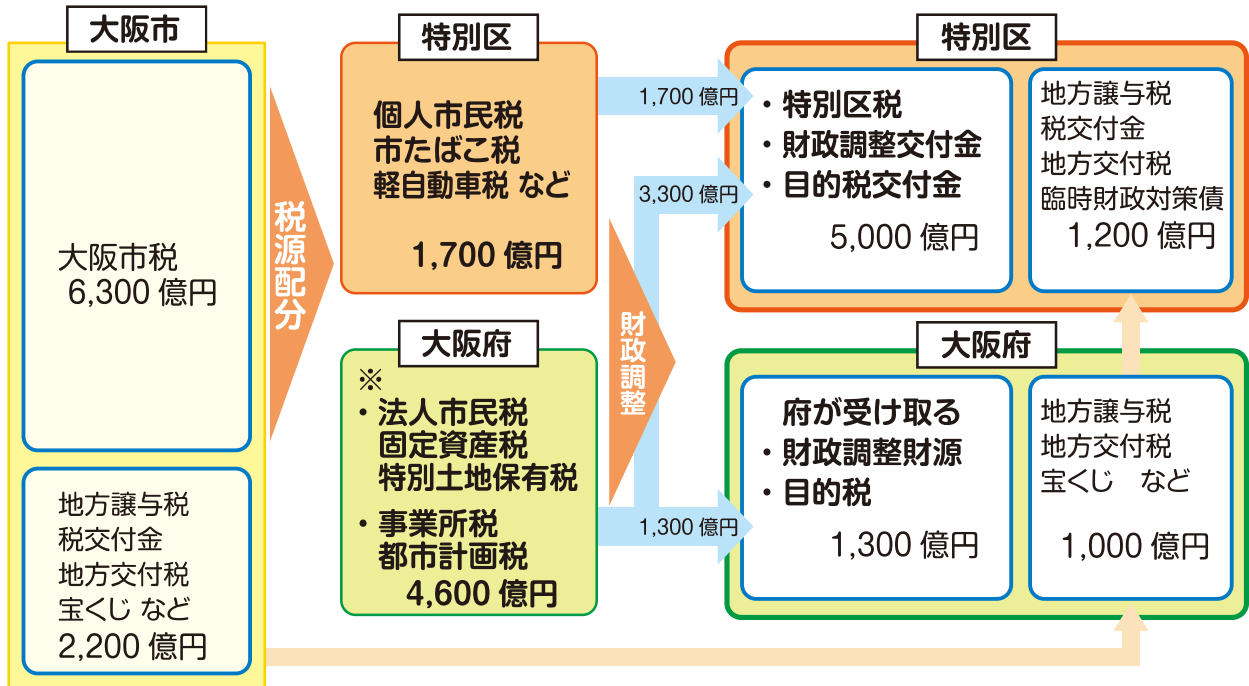 大阪市
大阪市税
6,300 億円
地方譲与税
税交付金
地方交付税
宝くじ など
2,200 億円
税源配分
特別区
個人市民税
市たばこ税
軽自動車税 など
1,700 億円
大阪府
※
・法人市民税
固定資産税
特別土地保有税
・事業所税
都市計画税
4,600 億円
財政調整
1,700 億円
3,300 億円
1,300 億円
特別区
・特別区税
・財政調整交付金
・目的税交付金
5,000 億円
地方譲与税
税交付金
地方交付税
臨時財政対策債
1,200 億円
大阪府
府が受け取る
・財政調整財源
・目的税
1,300 億円
地方譲与税
地方交付税
宝くじ など
1,000 億円